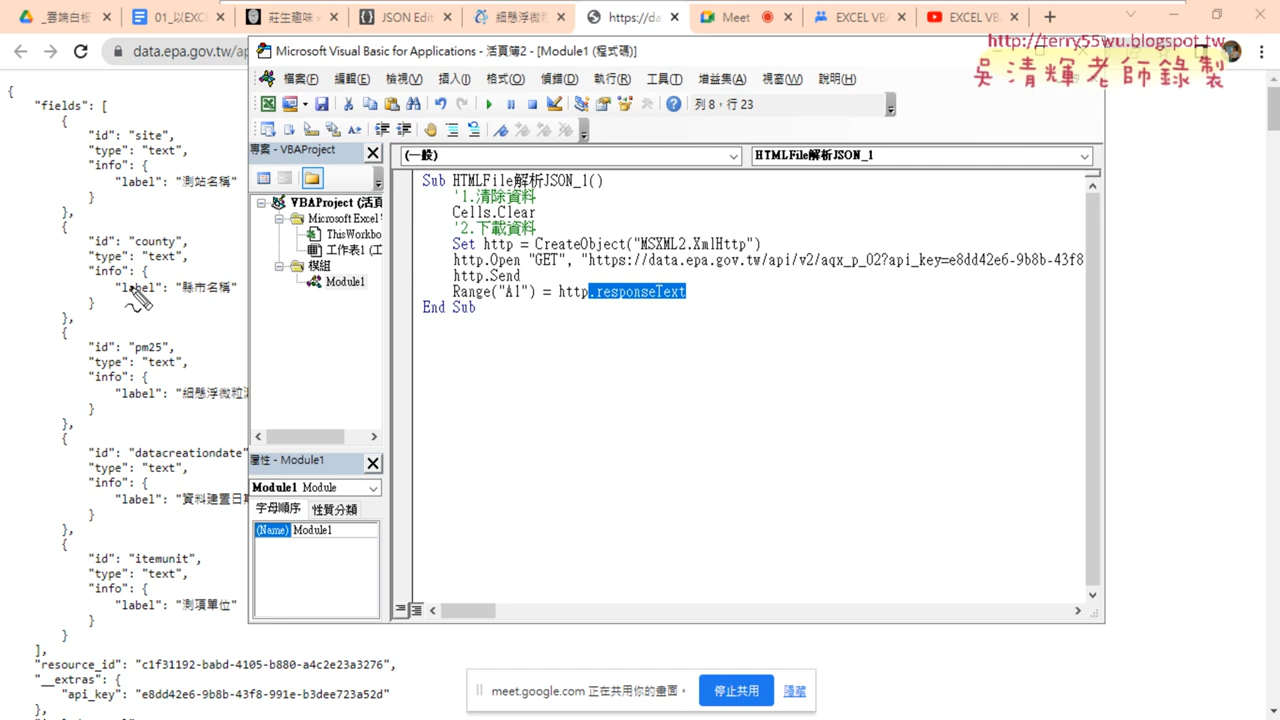 _雲端白板
01_以EXC
莊生趣味
JSON Edit
細懸浮微粒
https://da
Meet
EXCEL VBA
EXCEL VBA
data.epa.gov.tw/ap
http://terry55wu.blogspot.tw
吳清輝老師錄製
Microsoft Visual Basic for Applications - 活頁簿2 - [Module1 (程式碼)]
檔案(F) 編輯(E) 檢視(V) 插入(I) 格式(O) 偵錯(D) 執行(R) 工具(T) 增益集(A) 視窗(W) 說明(H)
列 8，行 23
專案 - VBAProject
(一般)
HTMLFile解析JSON_1
VBAProject (活頁
Microsoft Excel
ThisWorkbo
工作表1 (工
模組
Module1
屬性 - Module1
Module1 Module
字母順序 性質分類
(Name) Module1
Sub HTMLFile解析JSON_1()
'1.清除資料
Cells.Clear
'2.下載資料
Set http = CreateObject("MSXML2.XmlHttp")
http.Open "GET", "https://data.epa.gov.tw/api/v2/aqx_p_02?api_key=e8dd42e6-9b8b-43f8
http.Send
Range("A1") = http.responseText
End Sub
{
"fields": [
{
"id": "site",
"type": "text",
"info": {
"label": "測站名稱"
}
},
{
"id": "county",
"type": "text",
"info": {
"label": "縣市名稱"
}
},
{
"id": "pm25",
"type": "text",
"info": {
"label": "細懸浮微粒
}
},
{
"id": "datacreationdate"
"type": "text",
"info": {
"label": "資料建置日期
}
},
{
"id": "itemunit",
"type": "text",
"info": {
"label": "測項單位"
}
}
],
"resource_id": "c1f31192-babd-4105-b880-a4c2e23a3276",
"__extras": {
"api_key": "e8dd42e6-9b8b-43f8-991e-b3dee723a52d"
},
meet.google.com 正在共用你的畫面。
停止共用
隱藏